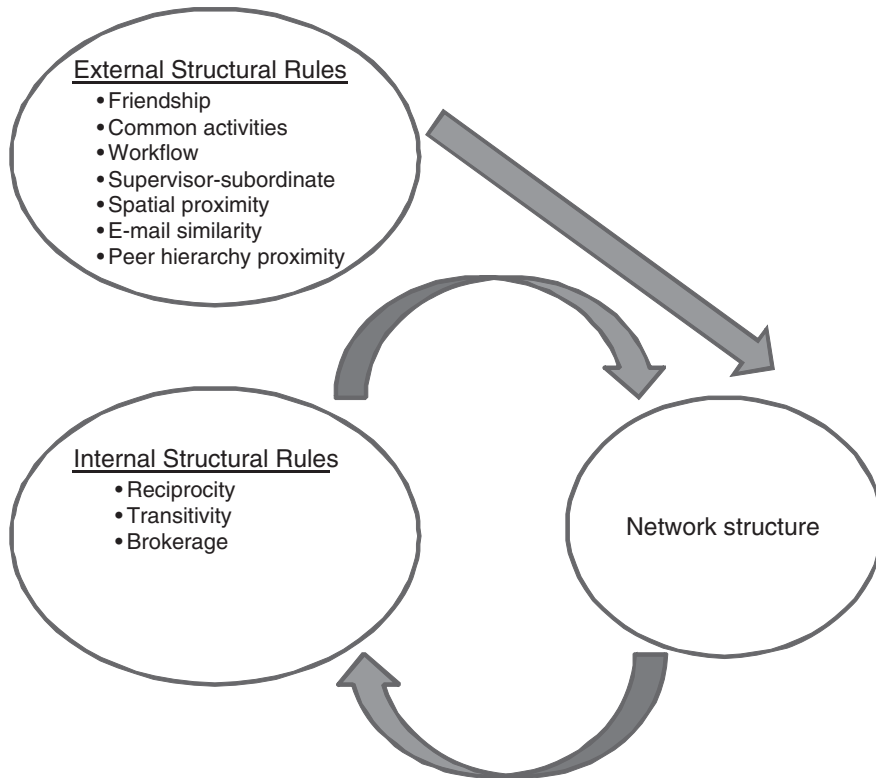 External Structural Rules
• Friendship
• Common activities
• Workflow
• Supervisor-subordinate
• Spatial proximity
• E-mail similarity
• Peer hierarchy proximity
Internal Structural Rules
• Reciprocity
• Transitivity
• Brokerage
Network structure